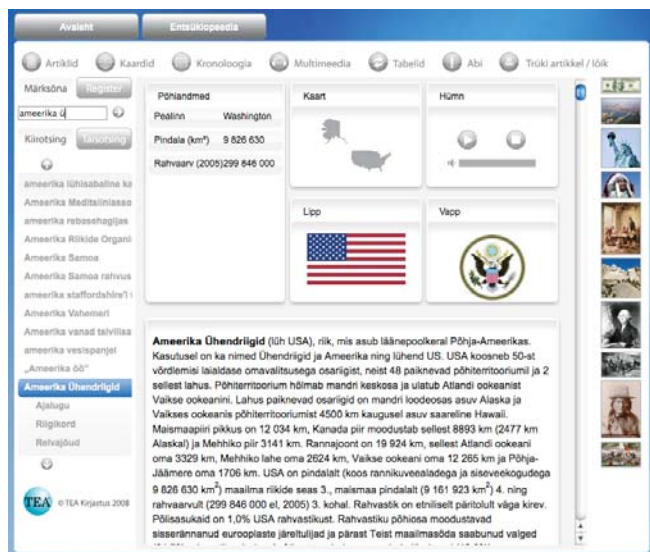 Avaleht
Entsüklopeedia
Artiklid
Kaardid
Kronoloogia
Multimeedia
Tabelid
Abi
Trüki artikkel / lõik
Märksõna
Register
ameerika ü
Kiirotsing
Täisotsing
ameerika lühisabaline ka
Ameerika Meditsiiniasso
ameerika rebasehagijas
Ameerika Riikide Organi
Ameerika Samoa
Ameerika Samoa rahvus
ameerika staffordshire'i
Ameerika Vahemeri
Ameerika vanad talvilisa
ameerika vesispanjel
„Ameerika öö"
Ameerika Ühendriigid
Ajalugu
Riigikord
Relvajõud
TEA
© TEA Kirjastus 2008
Põhiandmed
Pealinn Washington
Pindala (km²) 9 826 630
Rahvaarv (2005)299 846 000
Kaart
Hümn
Lipp
Vapp
Ameerika Ühendriigid (lüh USA), riik, mis asub läänepoolkeral Põhja-Ameerikas.
Kasutusel on ka nimed Ühendriigid ja Ameerika ning lühend US. USA koosneb 50-st
võrdlemisi laialdase omavalitsusega osariigist, neist 48 paiknevad põhiterritooriumil ja 2
sellest lahus. Põhiterritoorium hõlmab mandri keskosa ja ulatub Atlandi ookeanist
Vaikse ookeanini. Lahus paiknevad osariigid on mandri loodeosas asuv Alaska ja
Vaikses ookeanis põhiterritooriumist 4500 km kaugusel asuv saareline Hawaii.
Maismaapiiri pikkus on 12 034 km, Kanada piir moodustab sellest 8893 km (2477 km
Alaskal) ja Mehhiko piir 3141 km. Rannajoont on 19 924 km, sellest Atlandi ookeani
oma 3329 km, Mehhiko lahe oma 2624 km, Vaikse ookeani oma 12 265 km ja Põhja-
Jäämere oma 1706 km. USA on pindalalt (koos rannikuveealadega ja siseveekogudega
9 826 630 km²) maailma riikide seas 3., maismaa pindalalt (9 161 923 km²) 4. ning
rahvaarvult (299 846 000 el, 2005) 3. kohal. Rahvastik on etniliselt päritolult väga kirev.
Põlisasukaid on 1,0% USA rahvastikust. Rahvastiku põhiosa moodustavad
sisserännanud eurooplaste järeltulijad ja pärast Teist maailmasõda saabunud valged